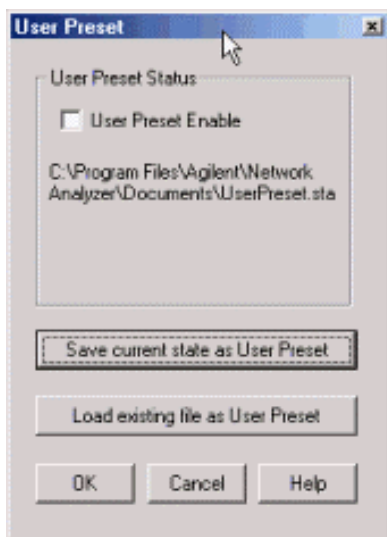 User Preset
User Preset Status
User Preset Enable
C:\Program Files\Agilent\Network
Analyzer\Documents\UserPreset.sta
Save current state as User Preset
Load existing file as User Preset
OK
Cancel
Help